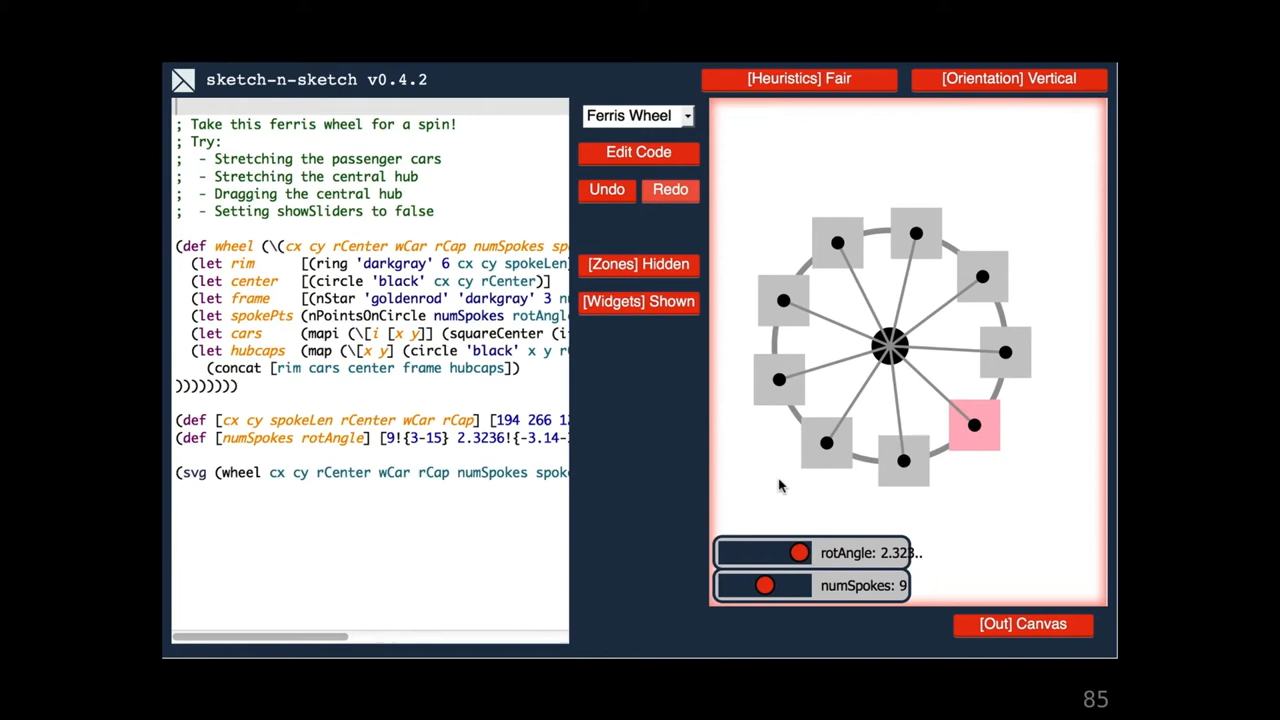 sketch-n-sketch v0.4.2
[Heuristics] Fair
[Orientation] Vertical
; Take this ferris wheel for a spin!
; Try:
;  - Stretching the passenger cars
;  - Stretching the central hub
;  - Dragging the central hub
;  - Setting showSliders to false
(def wheel (\(cx cy rCenter wCar rCap numSpokes sp
(let rim [(ring 'darkgray' 6 cx cy spokeLen
(let center [(circle 'black' cx cy rCenter)]
(let frame [(nStar 'goldenrod' 'darkgray' 3 n
(let spokePts (nPointsOnCircle numSpokes rotAngl
(let cars (mapi (\[i [x y]] (squareCenter (i
(let hubcaps (map (\[x y] (circle 'black' x y r
(concat [rim cars center frame hubcaps])
))))))))
(def [cx cy spokeLen rCenter wCar rCap] [194 266 1
(def [numSpokes rotAngle] [9!{3-15} 2.3236!{-3.14-
(svg (wheel cx cy rCenter wCar rCap numSpokes spok
Ferris Wheel
Edit Code
Undo
Redo
[Zones] Hidden
[Widgets] Shown
rotAngle: 2.323..
numSpokes: 9
[Out] Canvas
85